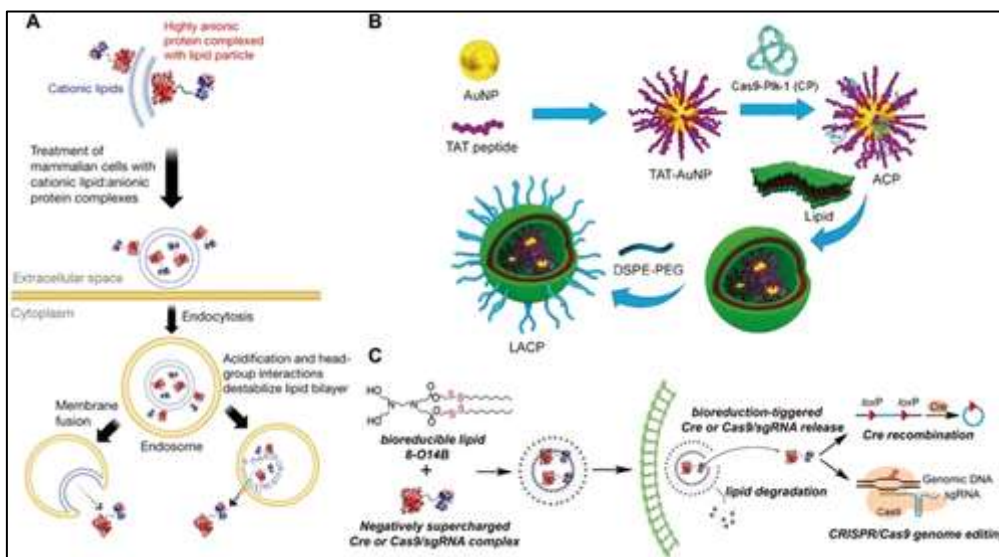 A
Highly anionic
protein complexed
with lipid particle
Cationic lipids
Treatment of
mammalian cells with
cationic lipid:anionic
protein complexes
Extracellular space
Cytoplasm
Endocytosis
Acidification and head-
group interactions
destabilize lipid bilayer
Membrane
fusion
Endosome
B
AuNP
TAT peptide
TAT-AuNP
Cas9-Plk-1 (CP)
ACP
Lipid
DSPE-PEG
LACP
C
HO
HO
N
N
O
O
O
O
S
S
S
S
bioreducible lipid
8-O14B
+
Negatively supercharged
Cre or Cas9/sgRNA complex
bioreduction-tiggered
Cre or Cas9/sgRNA release
lipid degradation
loxP
loxP
Cre
Cre recombination
Genomic DNA
sgRNA
Cas9
CRISPR/Cas9 genome editing